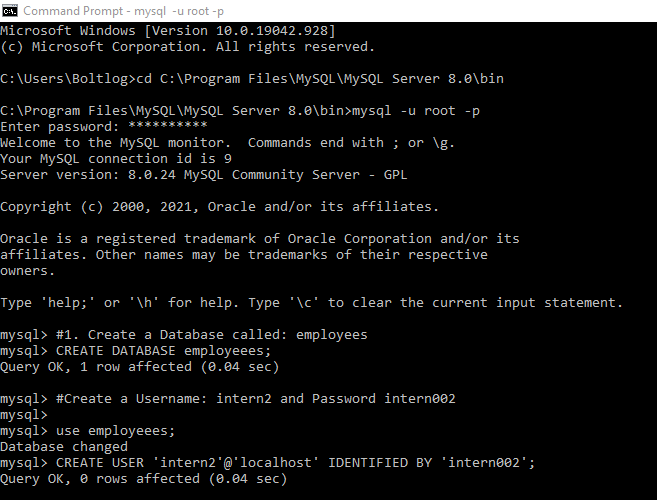 Command Prompt - mysql -u root -p
Microsoft Windows [Version 10.0.19042.928]
(c) Microsoft Corporation. All rights reserved.
C:\Users\Boltlog>cd C:\Program Files\MySQL\MySQL Server 8.0\bin
C:\Program Files\MySQL\MySQL Server 8.0\bin>mysql -u root -p
Enter password: **********
Welcome to the MySQL monitor.  Commands end with ; or \g.
Your MySQL connection id is 9
Server version: 8.0.24 MySQL Community Server - GPL
Copyright (c) 2000, 2021, Oracle and/or its affiliates.
Oracle is a registered trademark of Oracle Corporation and/or its
affiliates. Other names may be trademarks of their respective
owners.
Type 'help;' or '\h' for help. Type '\c' to clear the current input statement.
mysql> #1. Create a Database called: employees
mysql> CREATE DATABASE employeees;
Query OK, 1 row affected (0.04 sec)
mysql> #Create a Username: intern2 and Password intern002
mysql>
mysql> use employeees;
Database changed
mysql> CREATE USER 'intern2'@'localhost' IDENTIFIED BY 'intern002';
Query OK, 0 rows affected (0.04 sec)